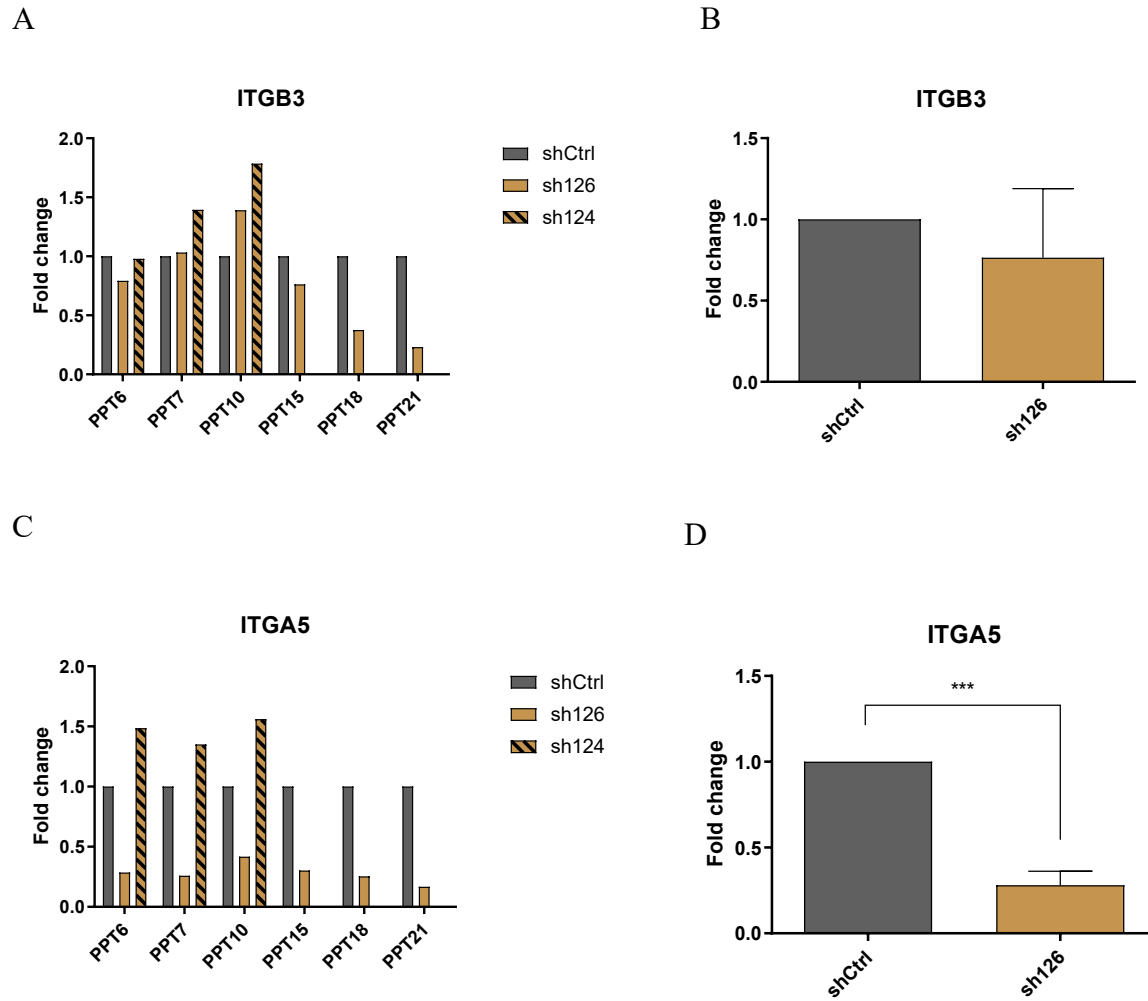 A
B
ITGB3
2.0
1.5
1.0
0.5
0.0
Fold change
PPT6
PPT7
PPT10
PPT15
PPT18
PPT21
shCtrl
sh126
sh124
ITGB3
1.5
1.0
0.5
0.0
Fold change
shCtrl
sh126
C
D
ITGA5
2.0
1.5
1.0
0.5
0.0
Fold change
PPT6
PPT7
PPT10
PPT15
PPT18
PPT21
shCtrl
sh126
sh124
ITGA5
1.5
1.0
0.5
0.0
Fold change
***
shCtrl
sh126